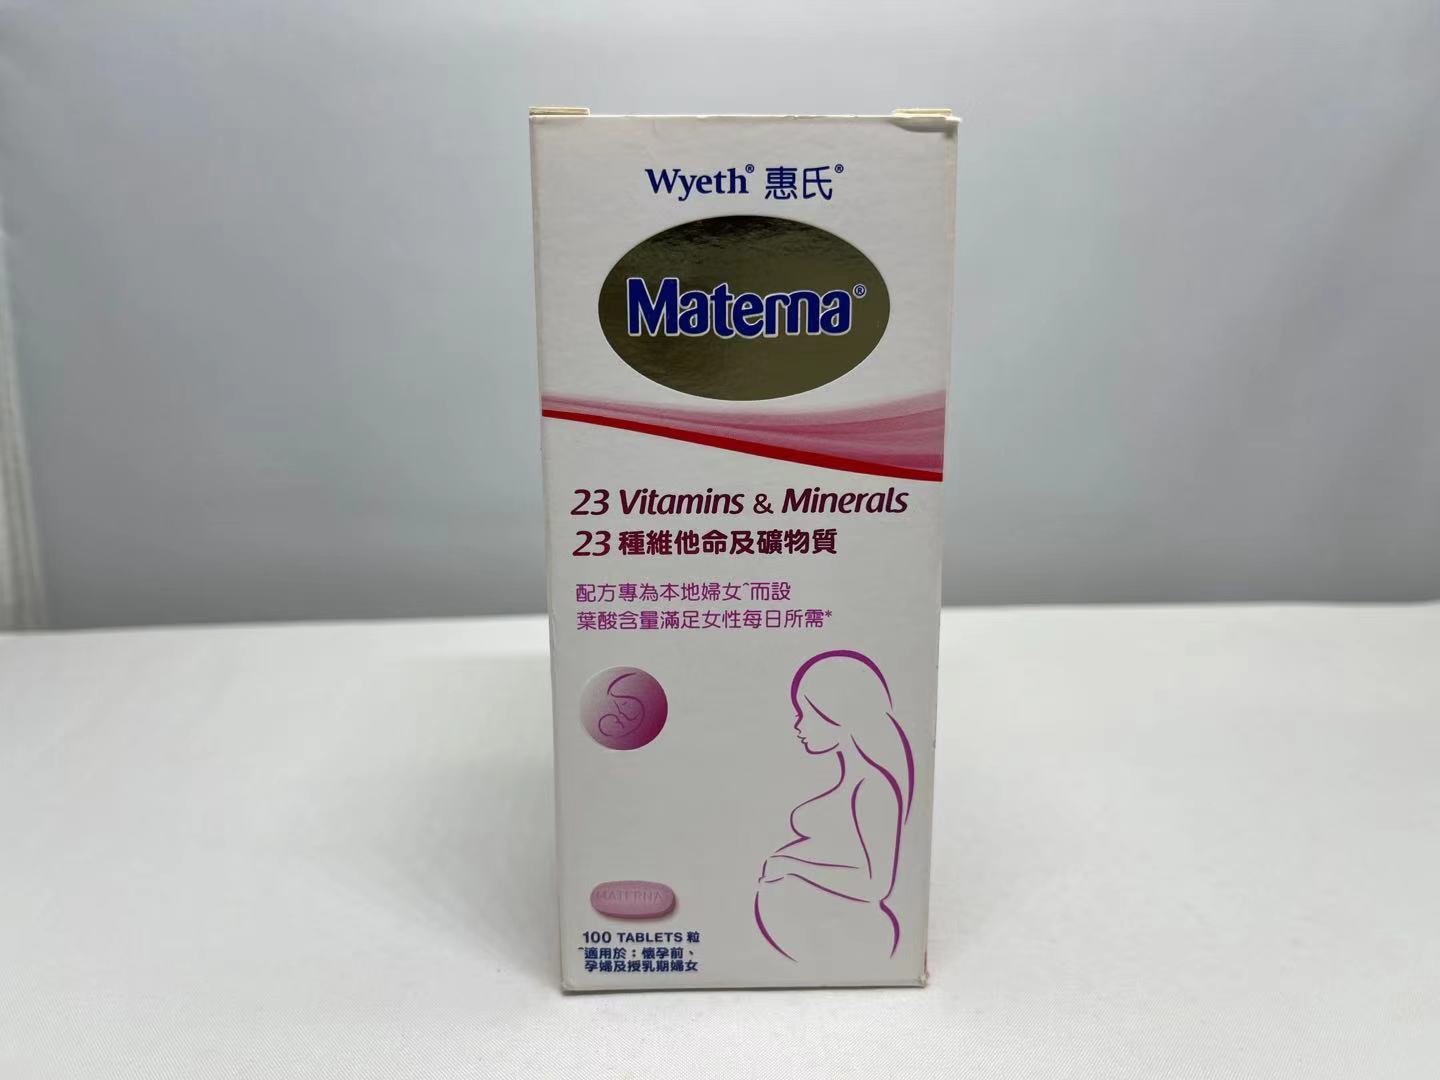 Wyeth® 惠氏®
Materna®
23 Vitamins & Minerals
23 種維他命及礦物質
配方專為本地婦女^而設
葉酸含量滿足女性每日所需*
MATERNA
100 TABLETS 粒
^適用於：懷孕前、
孕婦及授乳期婦女